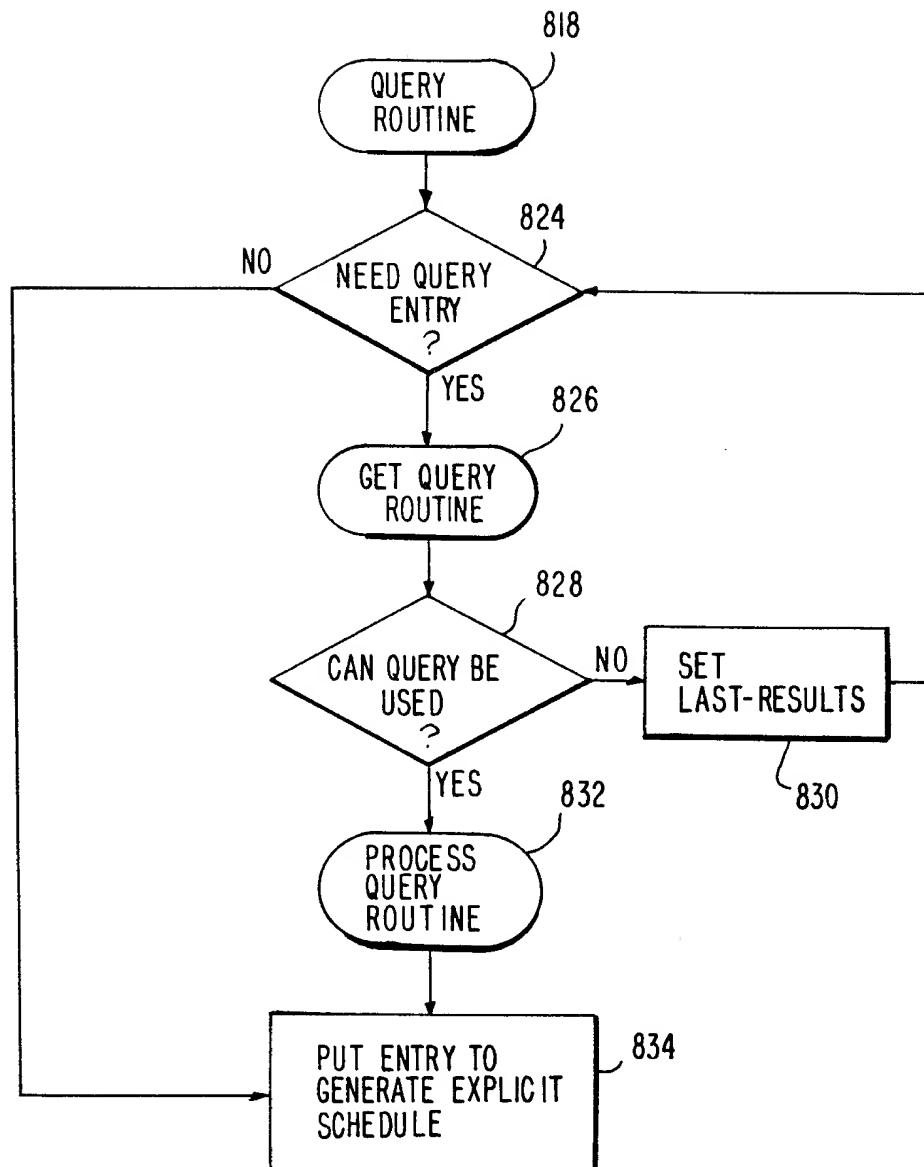 818
QUERY
ROUTINE
824
NO
NEED QUERY
ENTRY
?
YES
826
GET QUERY
ROUTINE
828
CAN QUERY BE
USED
?
NO
SET
LAST-RESULTS
830
YES
832
PROCESS
QUERY
ROUTINE
834
PUT ENTRY TO
GENERATE EXPLICIT
SCHEDULE